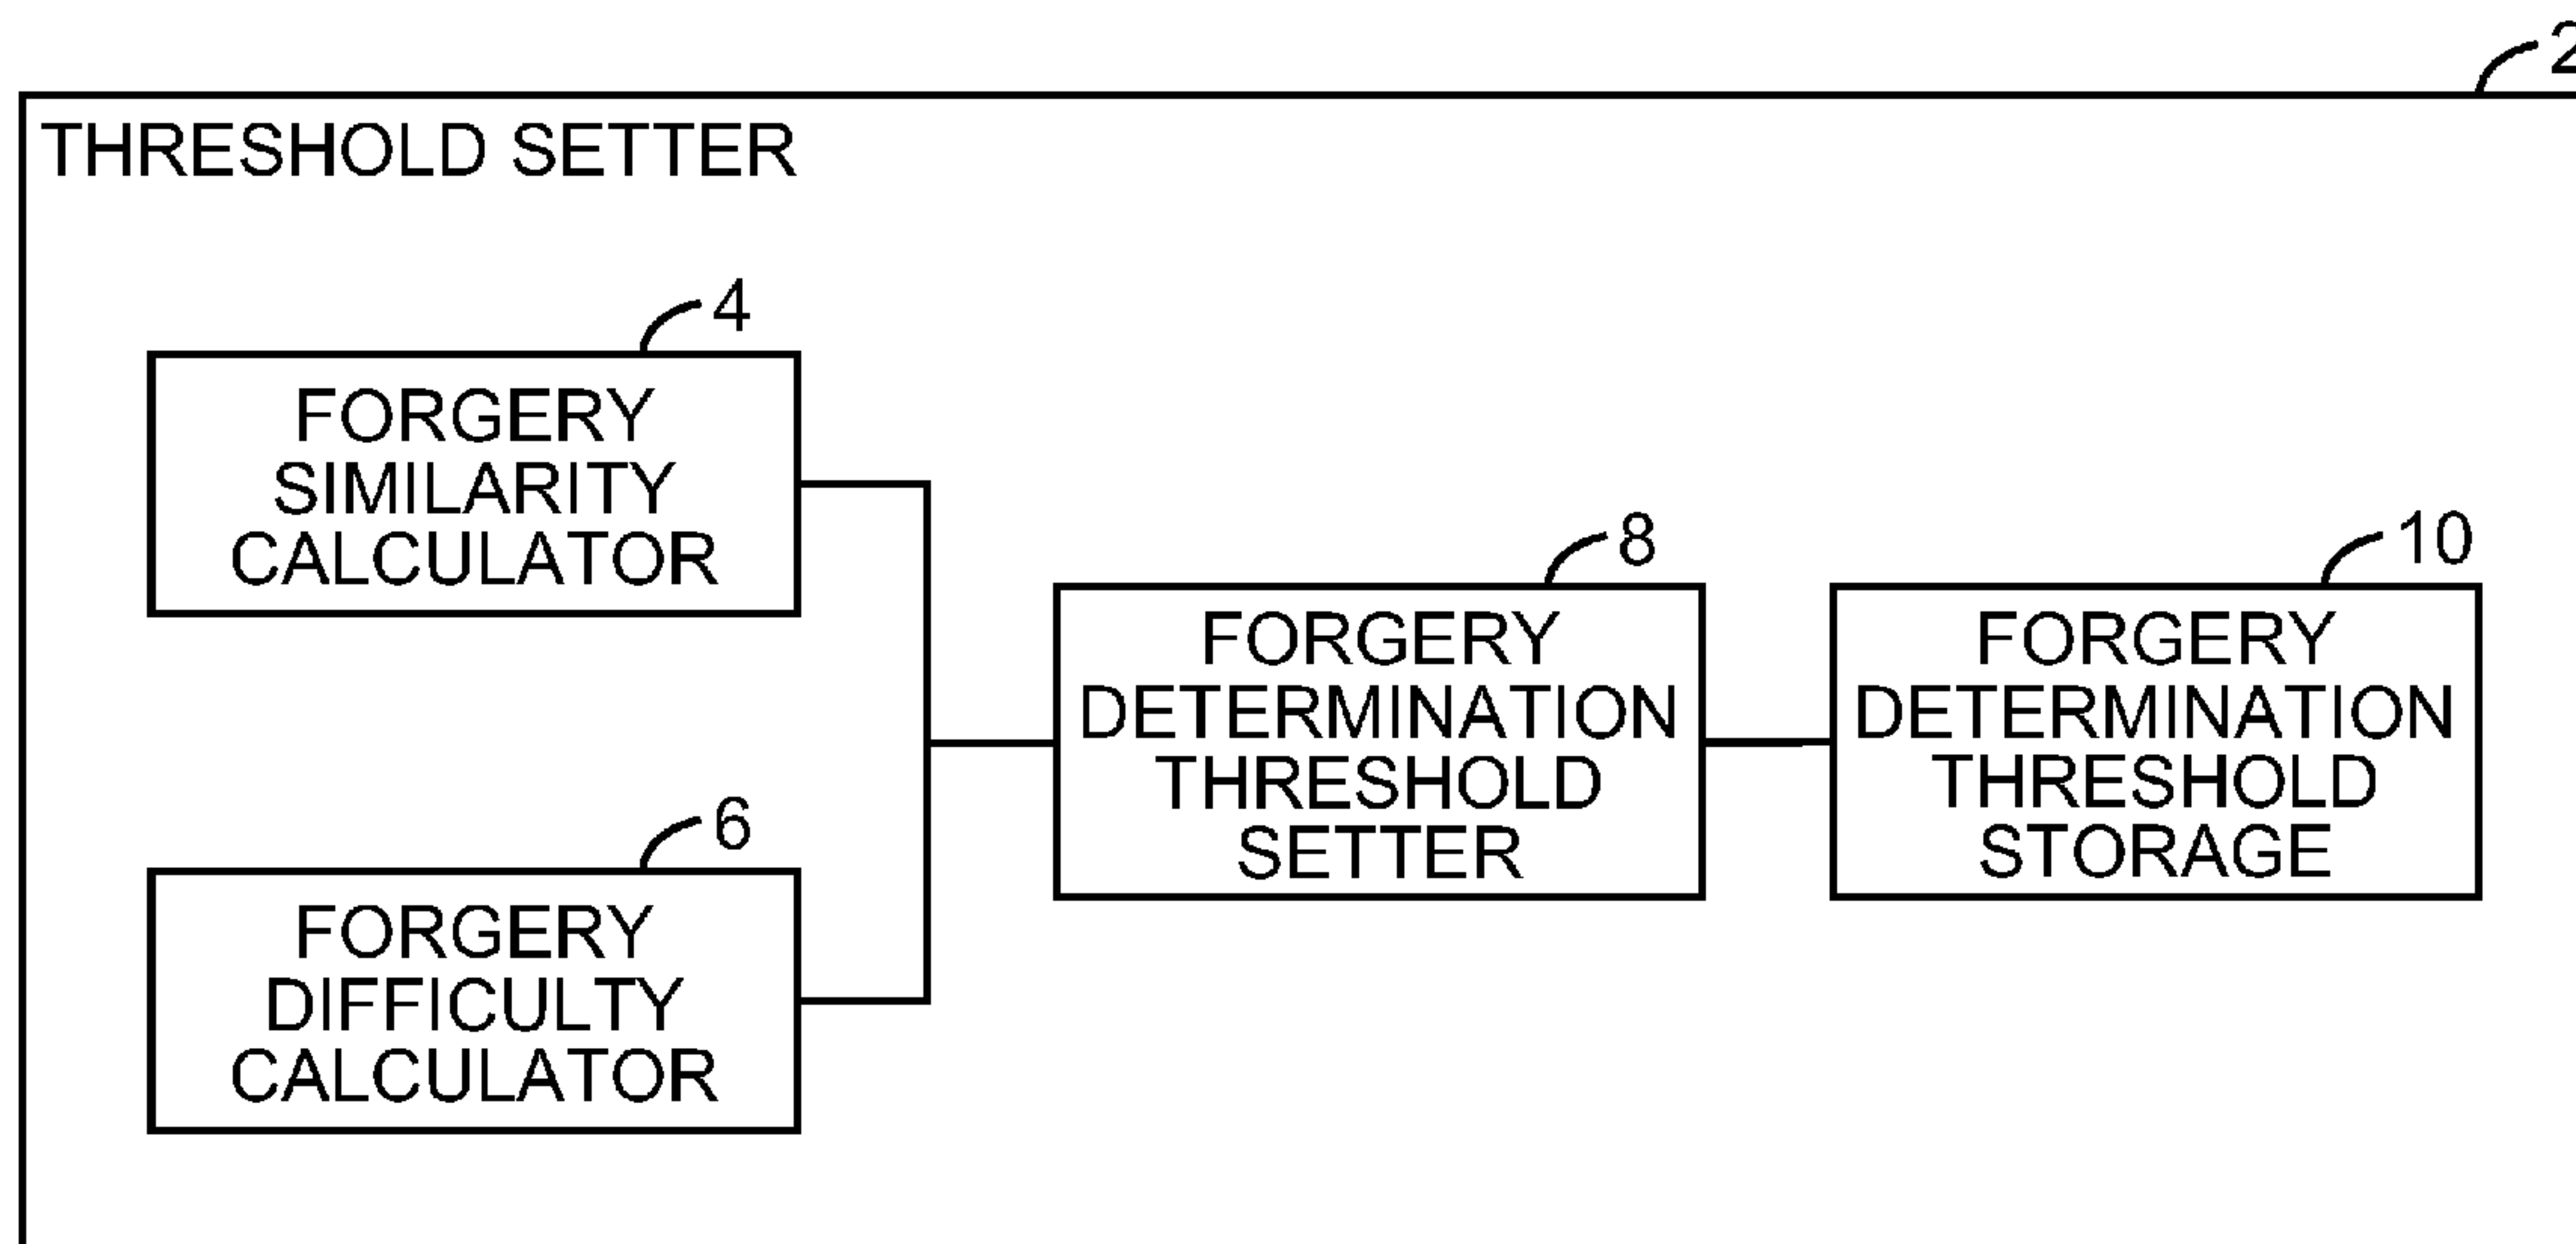 2
THRESHOLD SETTER
4
FORGERY
SIMILARITY
CALCULATOR
6
FORGERY
DIFFICULTY
CALCULATOR
8
FORGERY
DETERMINATION
THRESHOLD
SETTER
10
FORGERY
DETERMINATION
THRESHOLD
STORAGE